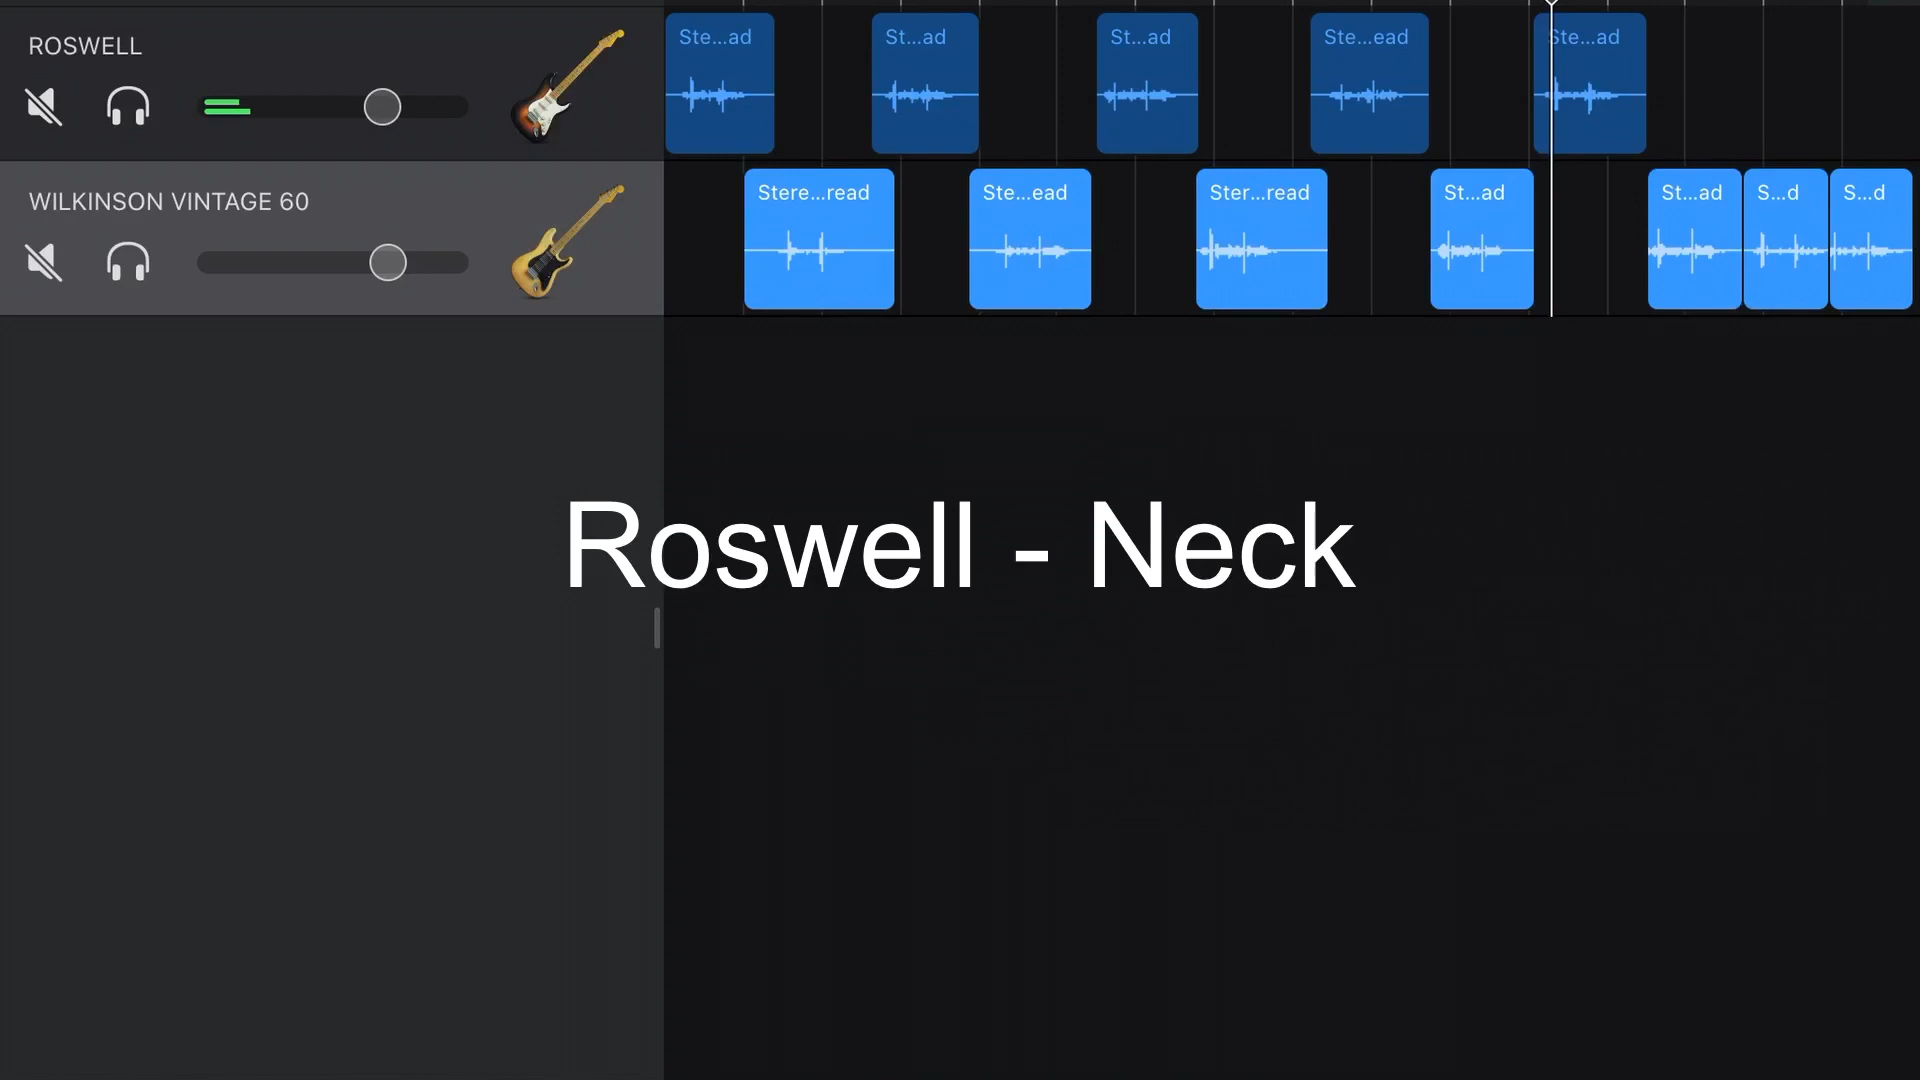 ROSWELL
Ste...ad
St...ad
St...ad
Ste...ead
Ste...ad
WILKINSON VINTAGE 60
Stere...read
Ste...ead
Ster...read
St...ad
St...ad
S...d
S...d
Roswell - Neck